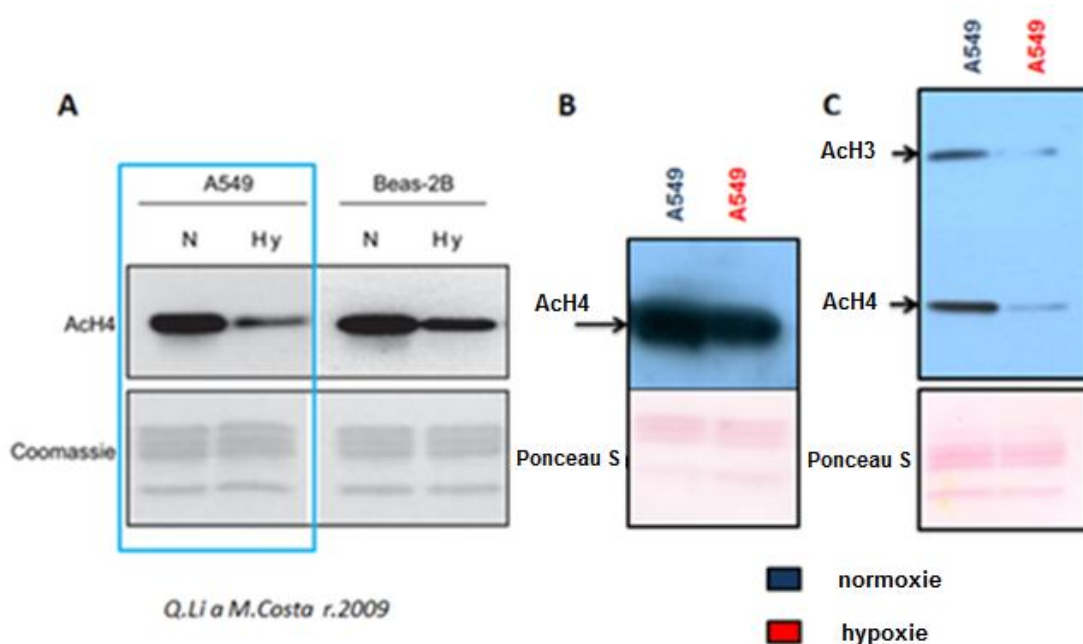 A
A549 Beas-2B
N Hy N Hy
AcH4
Coomassie
Q.Li a M.Costa r.2009
B
A549 A549
AcH4
Ponceau S
C
A549 A549
AcH3
AcH4
Ponceau S
normoxie
hypoxie